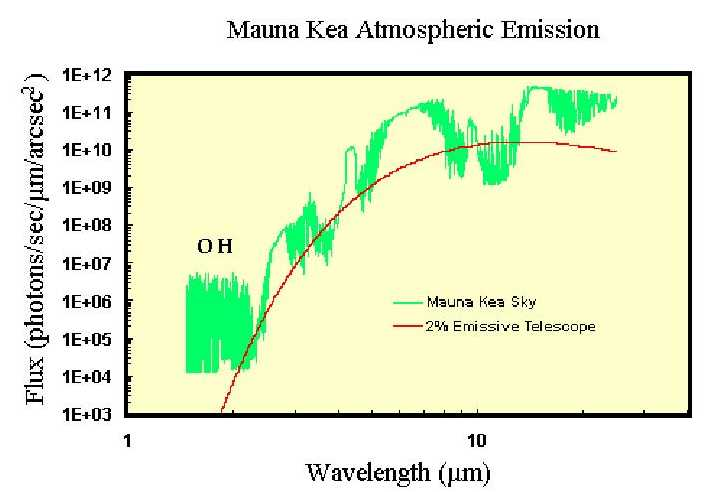 Mauna Kea Atmospheric Emission
Flux (photons/sec/μm/arcsec²)
1E+12
1E+11
1E+10
1E+09
1E+08
1E+07
1E+06
1E+05
1E+04
1E+03
OH
Mauna Kea Sky
2% Emissive Telescope
1 10
Wavelength (μm)